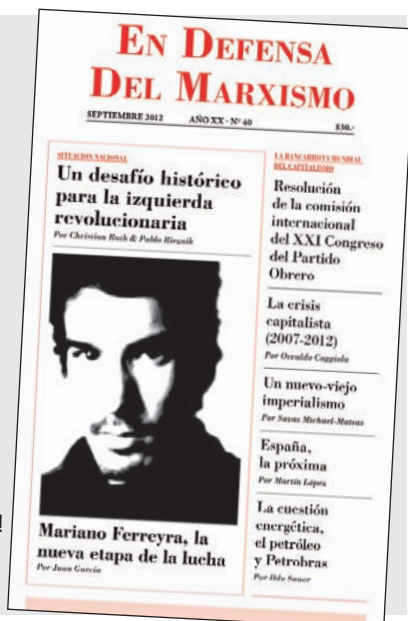 EN DEFENSA
DEL MARXISMO
SEPTIEMBRE 2012 AÑO XX - Nº 40 $30.-
SITUACION NACIONAL
Un desafío histórico
para la izquierda
revolucionaria
Por Christian Rath & Pablo Rieznik
Mariano Ferreyra, la
nueva etapa de la lucha
Por Juan García
LA BANCARROTA MUNDIAL
DEL CAPITALISMO
Resolución
de la comisión
internacional
del XXI Congreso
del Partido
Obrero
La crisis
capitalista
(2007-2012)
Por Osvaldo Coggiola
Un nuevo-viejo
imperialismo
Por Savas Michael-Matsas
España,
la próxima
Por Martín López
La cuestión
energética,
el petróleo
y Petrobras
Por Ildo Sauer
!